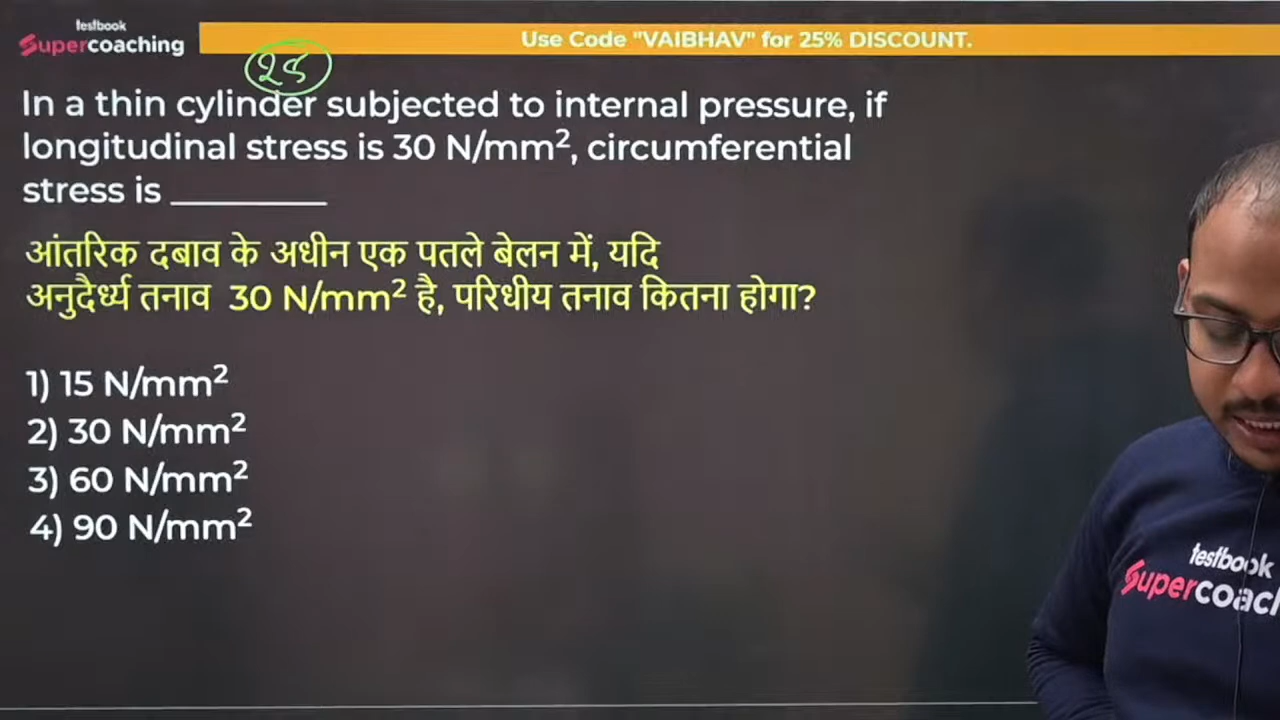 testbook
Supercoaching
Use Code "VAIBHAV" for 25% DISCOUNT.
In a thin cylinder subjected to internal pressure, if
longitudinal stress is 30 N/mm², circumferential
stress is ________
आंतरिक दबाव के अधीन एक पतले बेलन में, यदि
अनुदैर्ध्य तनाव 30 N/mm² है, परिधीय तनाव कितना होगा?
1) 15 N/mm²
2) 30 N/mm²
3) 60 N/mm²
4) 90 N/mm²
testbook
Supercoach